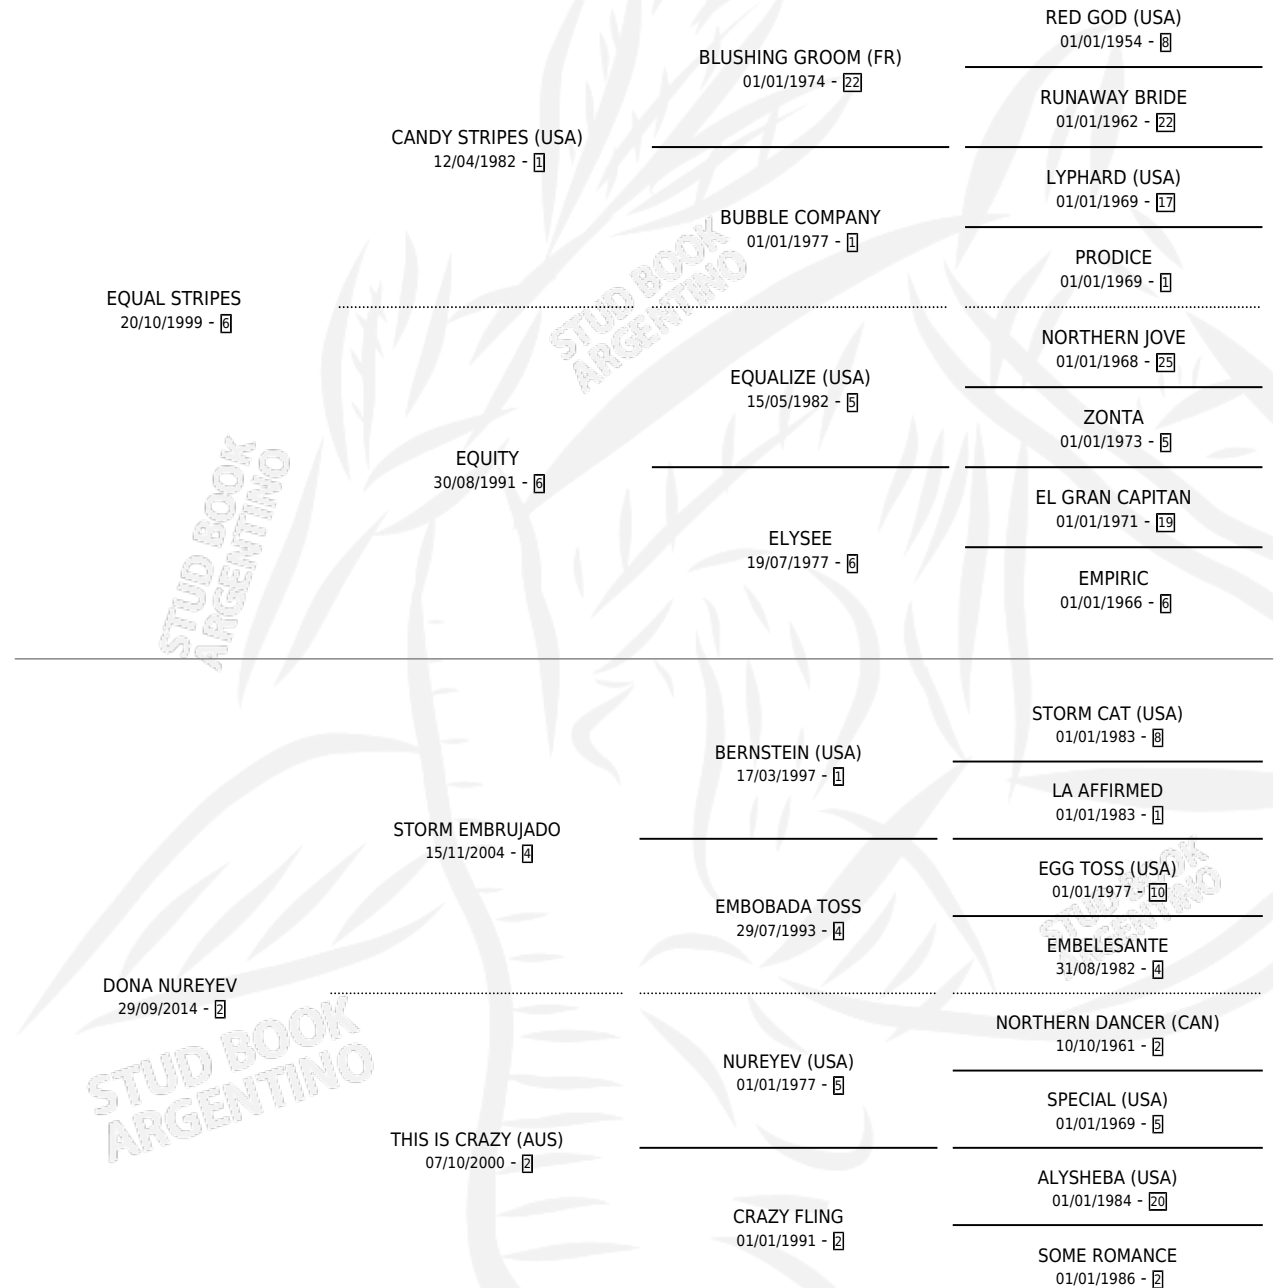 RED GOD (USA)
01/01/1954 - 8
BLUSHING GROOM (FR)
01/01/1974 - 22
RUNAWAY BRIDE
01/01/1962 - 22
CANDY STRIPES (USA)
12/04/1982 - 1
LYPHARD (USA)
01/01/1969 - 17
BUBBLE COMPANY
01/01/1977 - 1
PRODICE
01/01/1969 - 1
EQUAL STRIPES
20/10/1999 - 6
NORTHERN JOVE
01/01/1968 - 25
EQUALIZE (USA)
15/05/1982 - 5
ZONTA
01/01/1973 - 5
EQUITY
30/08/1991 - 6
EL GRAN CAPITAN
01/01/1971 - 19
ELYSEE
19/07/1977 - 6
EMPIRIC
01/01/1966 - 6
STUD BOOK
ARGENTINO
STUD BOOK
ARGENTINO
STORM CAT (USA)
01/01/1983 - 8
BERNSTEIN (USA)
17/03/1997 - 1
LA AFFIRMED
01/01/1983 - 1
STORM EMBRUJADO
15/11/2004 - 4
EGG TOSS (USA)
01/01/1977 - 10
EMBOBADA TOSS
29/07/1993 - 4
EMBELESANTE
31/08/1982 - 4
DONA NUREYEV
29/09/2014 - 2
NORTHERN DANCER (CAN)
10/10/1961 - 2
NUREYEV (USA)
01/01/1977 - 5
SPECIAL (USA)
01/01/1969 - 5
THIS IS CRAZY (AUS)
07/10/2000 - 2
ALYSHEBA (USA)
01/01/1984 - 20
CRAZY FLING
01/01/1991 - 2
SOME ROMANCE
01/01/1986 - 2
STUD BOOK
ARGENTINO
STUD BOOK
ARGENTINO